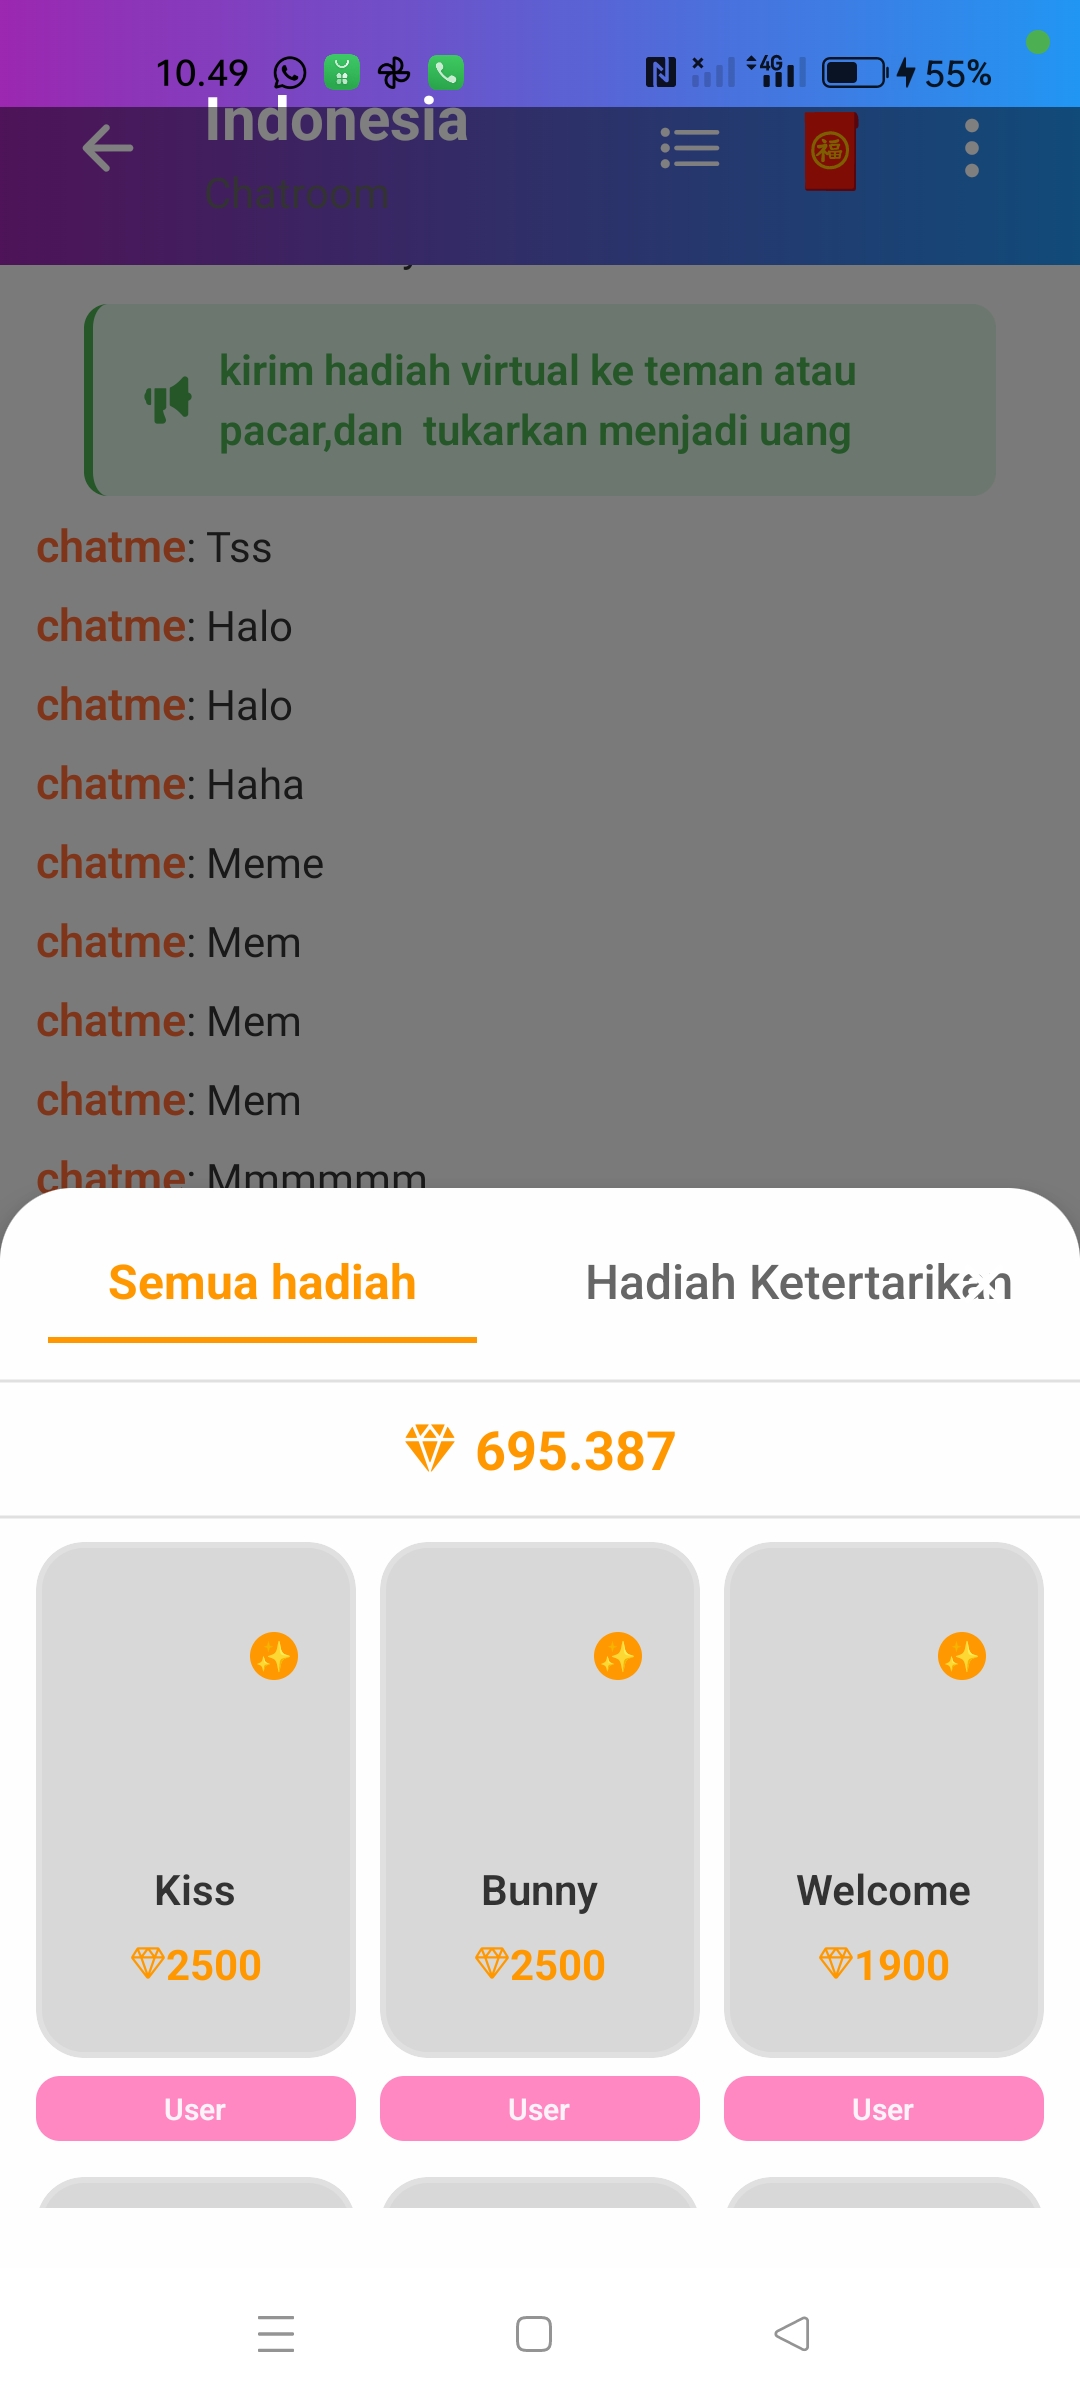 10.49
4G
55%
Indonesia
Chatroom
福
kirim hadiah virtual ke teman atau
pacar,dan tukarkan menjadi uang
chatme: Tss
chatme: Halo
chatme: Halo
chatme: Haha
chatme: Meme
chatme: Mem
chatme: Mem
chatme: Mem
chatme: Mmmmmm
Semua hadiah
Hadiah Ketertarikan
695.387
Kiss
Bunny
Welcome
2500
2500
1900
User
User
User